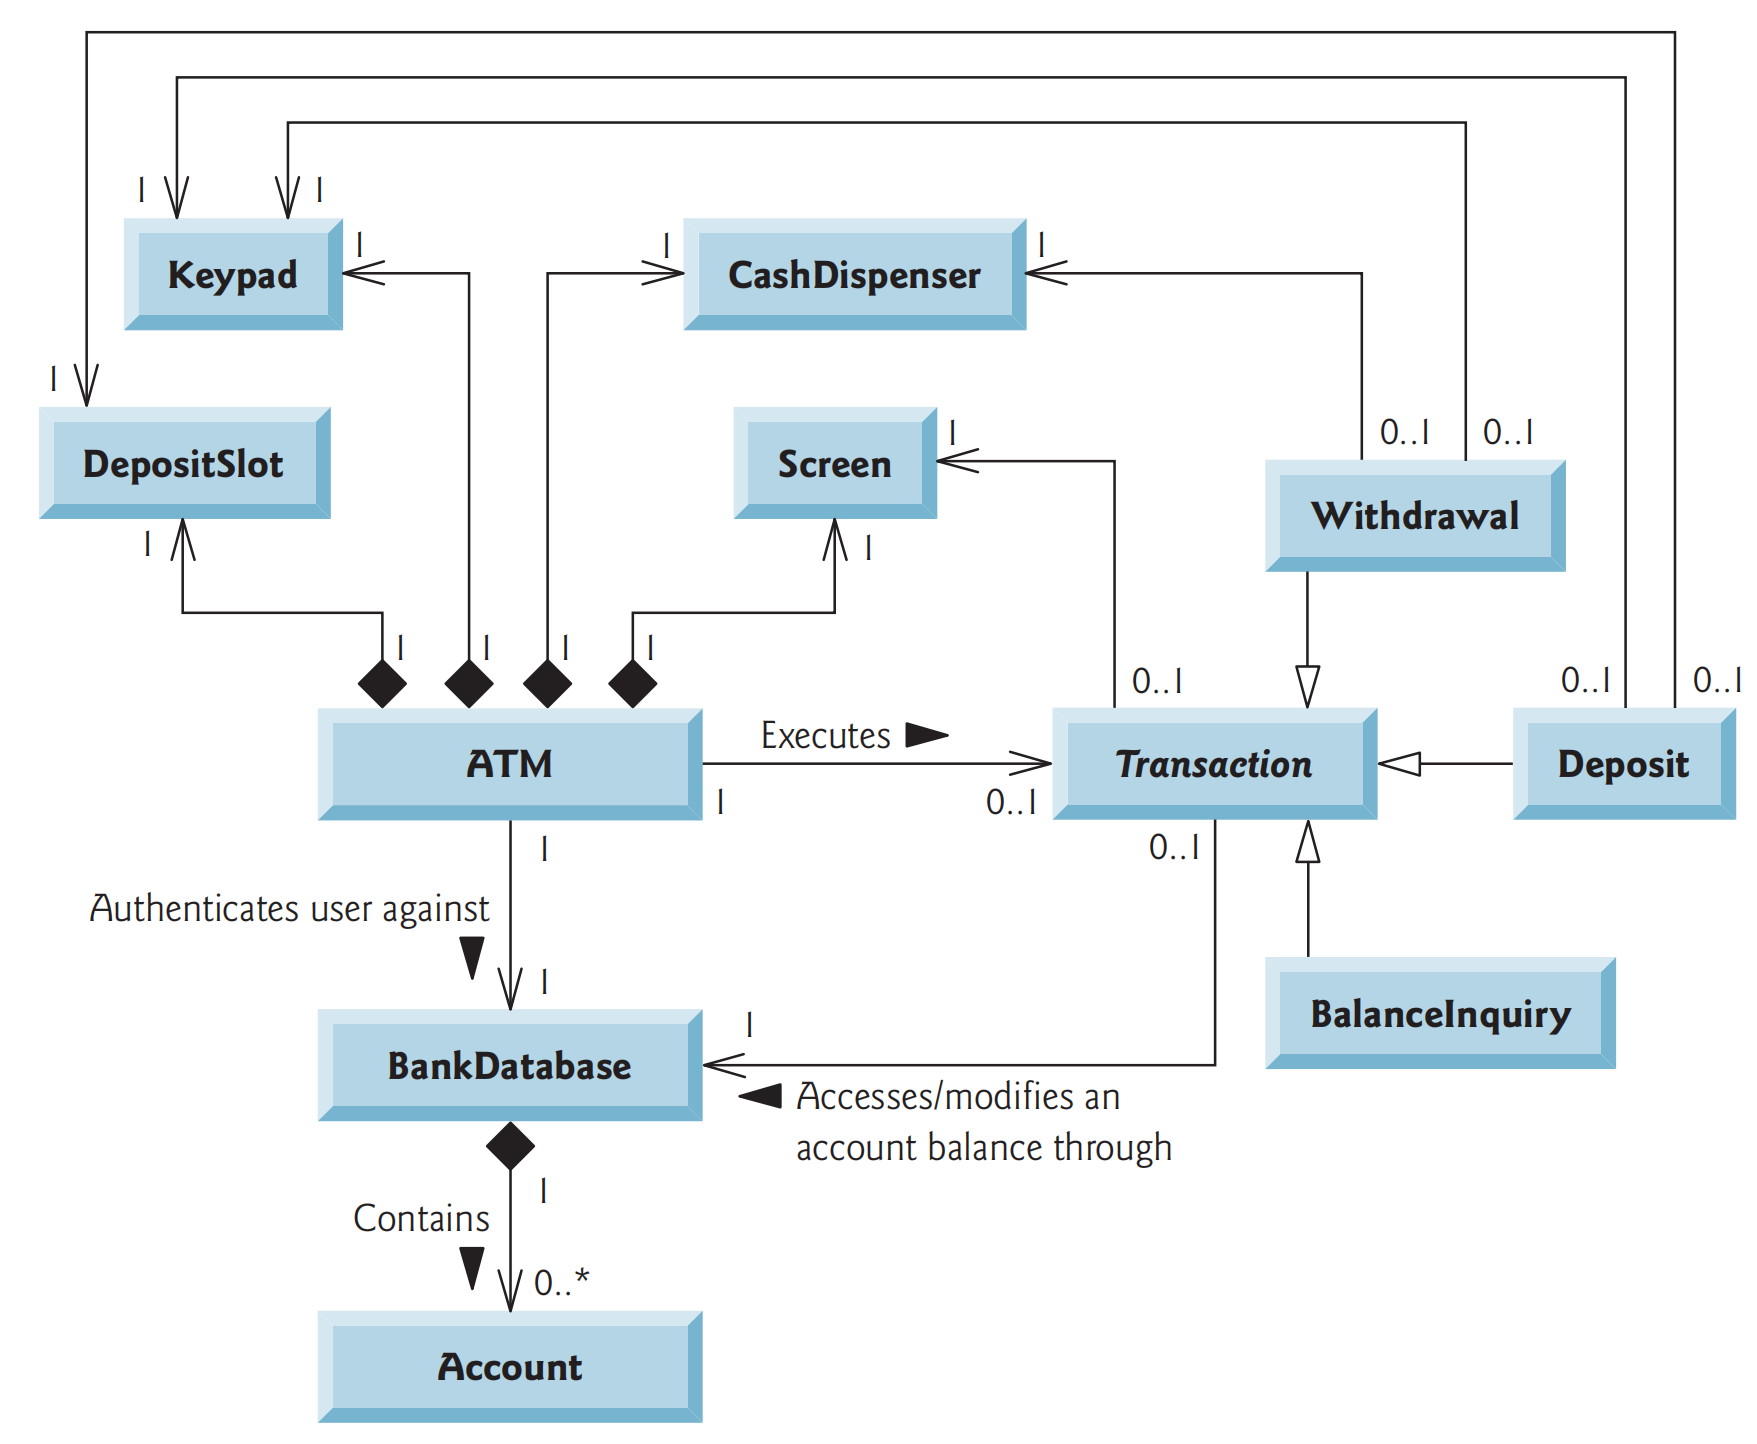 1
1
Keypad
1
1
CashDispenser
1
1
DepositSlot
Screen
1
0..1
0..1
Withdrawal
1
1
1
1
1
1
0..1
0..1
0..1
ATM
Executes
1
0..1
Transaction
Deposit
1
0..1
Authenticates user against
1
BankDatabase
1
BalanceInquiry
Accesses/modifies an
account balance through
1
Contains
0..*
Account